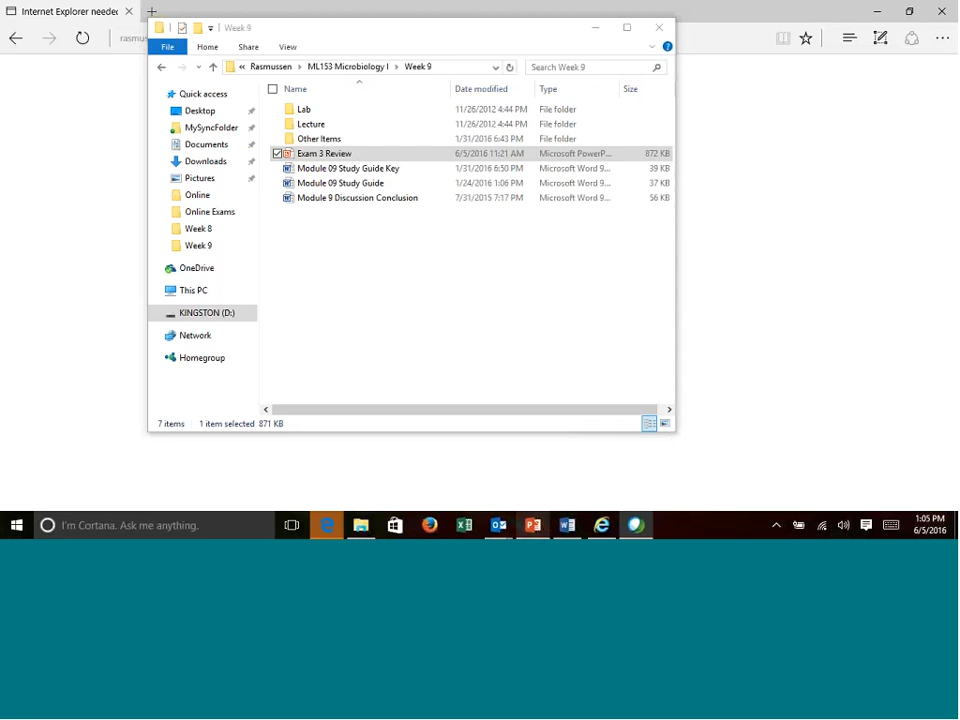 Internet Explorer needed
Week 9
File Home Share View
rasmus
« Rasmussen > ML153 Microbiology I > Week 9
Search Week 9
Name Date modified Type Size
Quick access
Desktop
MySyncFolder
Documents
Downloads
Pictures
Online
Online Exams
Week 8
Week 9
OneDrive
This PC
KINGSTON (D:)
Network
Homegroup
Lab 11/26/2012 4:44 PM File folder
Lecture 11/26/2012 4:44 PM File folder
Other Items 1/31/2016 6:43 PM File folder
Exam 3 Review 6/5/2016 11:21 AM Microsoft PowerP... 872 KB
Module 09 Study Guide Key 1/31/2016 6:50 PM Microsoft Word 9... 39 KB
Module 09 Study Guide 1/24/2016 1:06 PM Microsoft Word 9... 37 KB
Module 9 Discussion Conclusion 7/31/2015 7:17 PM Microsoft Word 9... 56 KB
7 items 1 item selected 871 KB
I'm Cortana. Ask me anything.
1:05 PM
6/5/2016